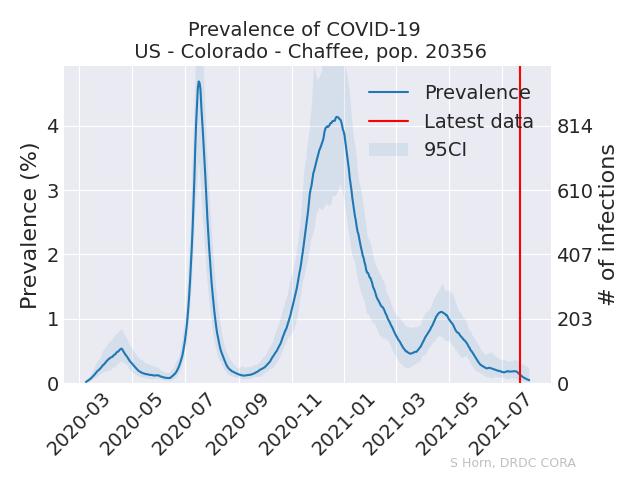 Prevalence of COVID-19
US - Colorado - Chaffee, pop. 20356
Prevalence
Latest data
95CI
Prevalence (%)
4
3
2
1
0
814
610
407
203
0
# of infections
2020-03
2020-05
2020-07
2020-09
2020-11
2021-01
2021-03
2021-05
2021-07
S Horn, DRDC CORA